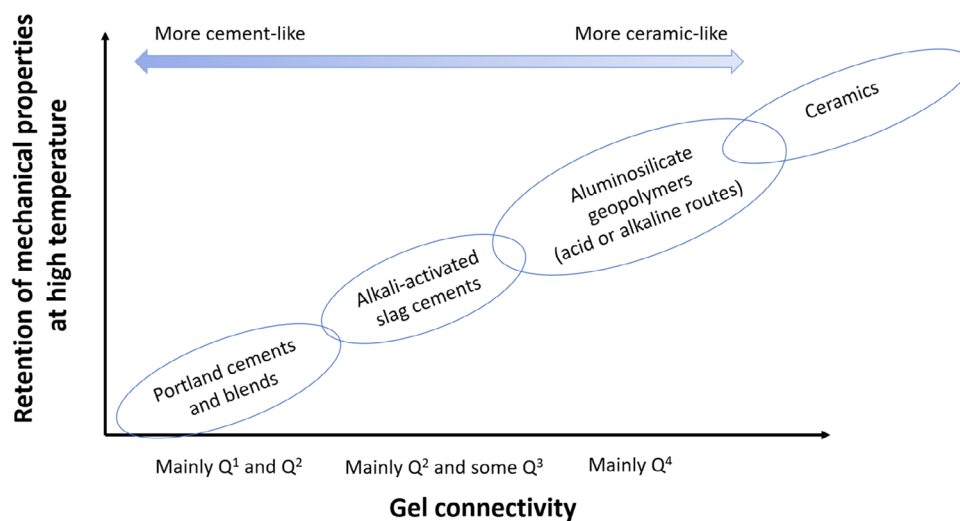 More cement-like
More ceramic-like
Retention of mechanical properties
at high temperature
Ceramics
Aluminosilicate
geopolymers
(acid or alkaline routes)
Alkali-activated
slag cements
Portland cements
and blends
Mainly Q¹ and Q²
Mainly Q² and some Q³
Mainly Q⁴
Gel connectivity